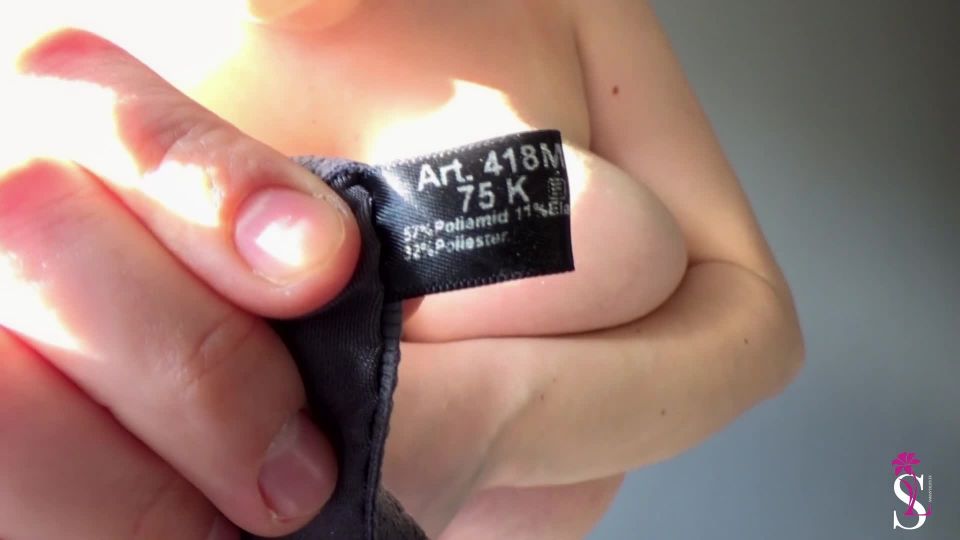 Art. 418M
75 K
57%Poliamid 11%Ela
32%Poliester.
S